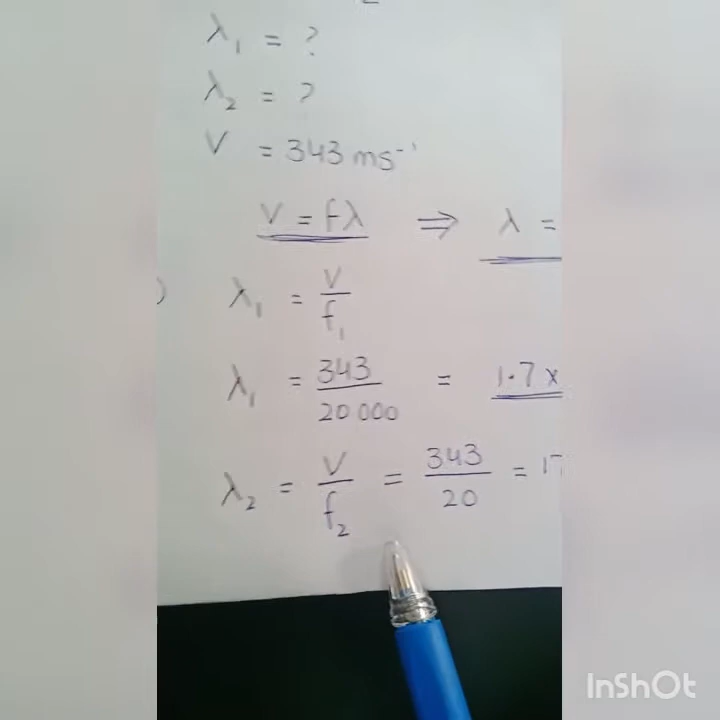 λ₁ = ?
λ₂ = ?
V = 343 ms⁻¹
V = fλ ⇒ λ =
) λ₁ = V/f₁
λ₁ = 343/20 000 = 1.7 x
λ₂ = V/f₂ = 343/20 = 17
InShOt